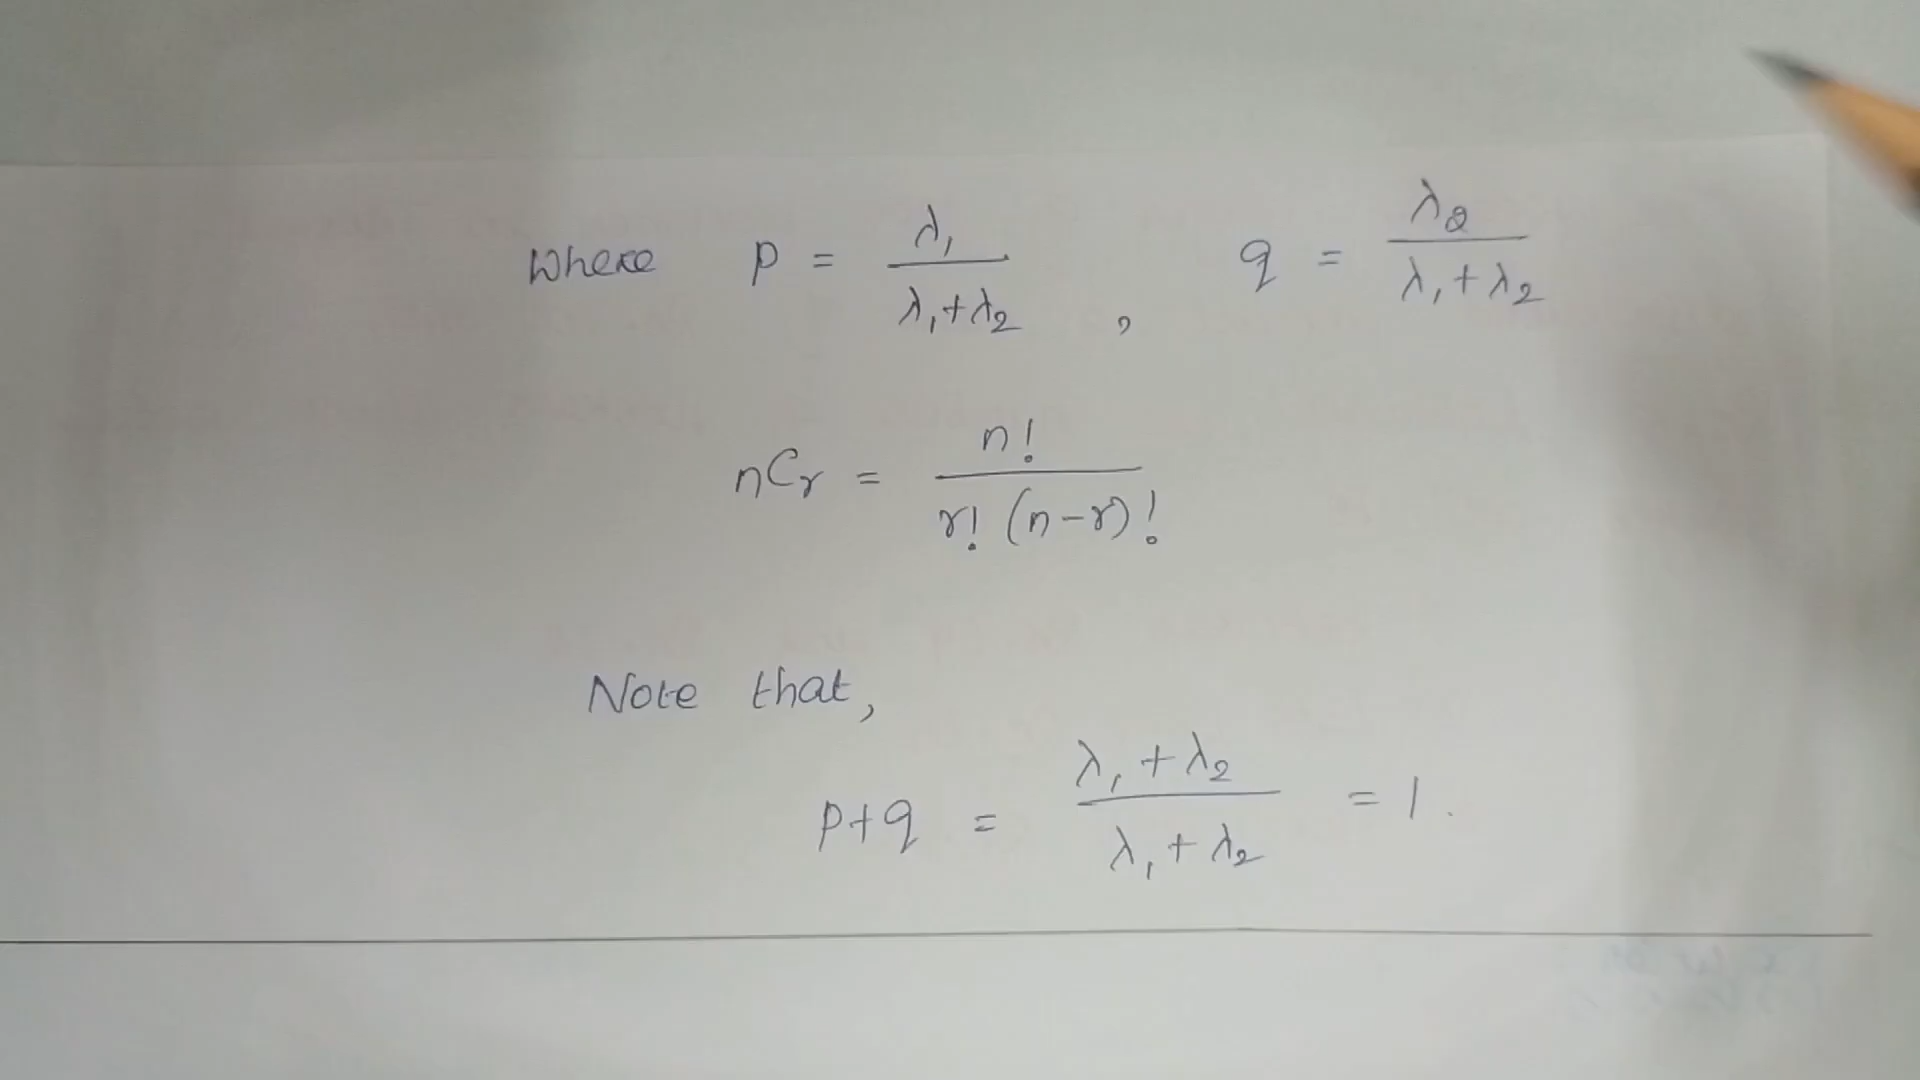 where p = λ₁ / (λ₁+λ₂) , q = λ₂ / (λ₁+λ₂)
nCr = n! / (r! (n-r)!)
Note that,
p+q = (λ₁+λ₂) / (λ₁+λ₂) = 1.